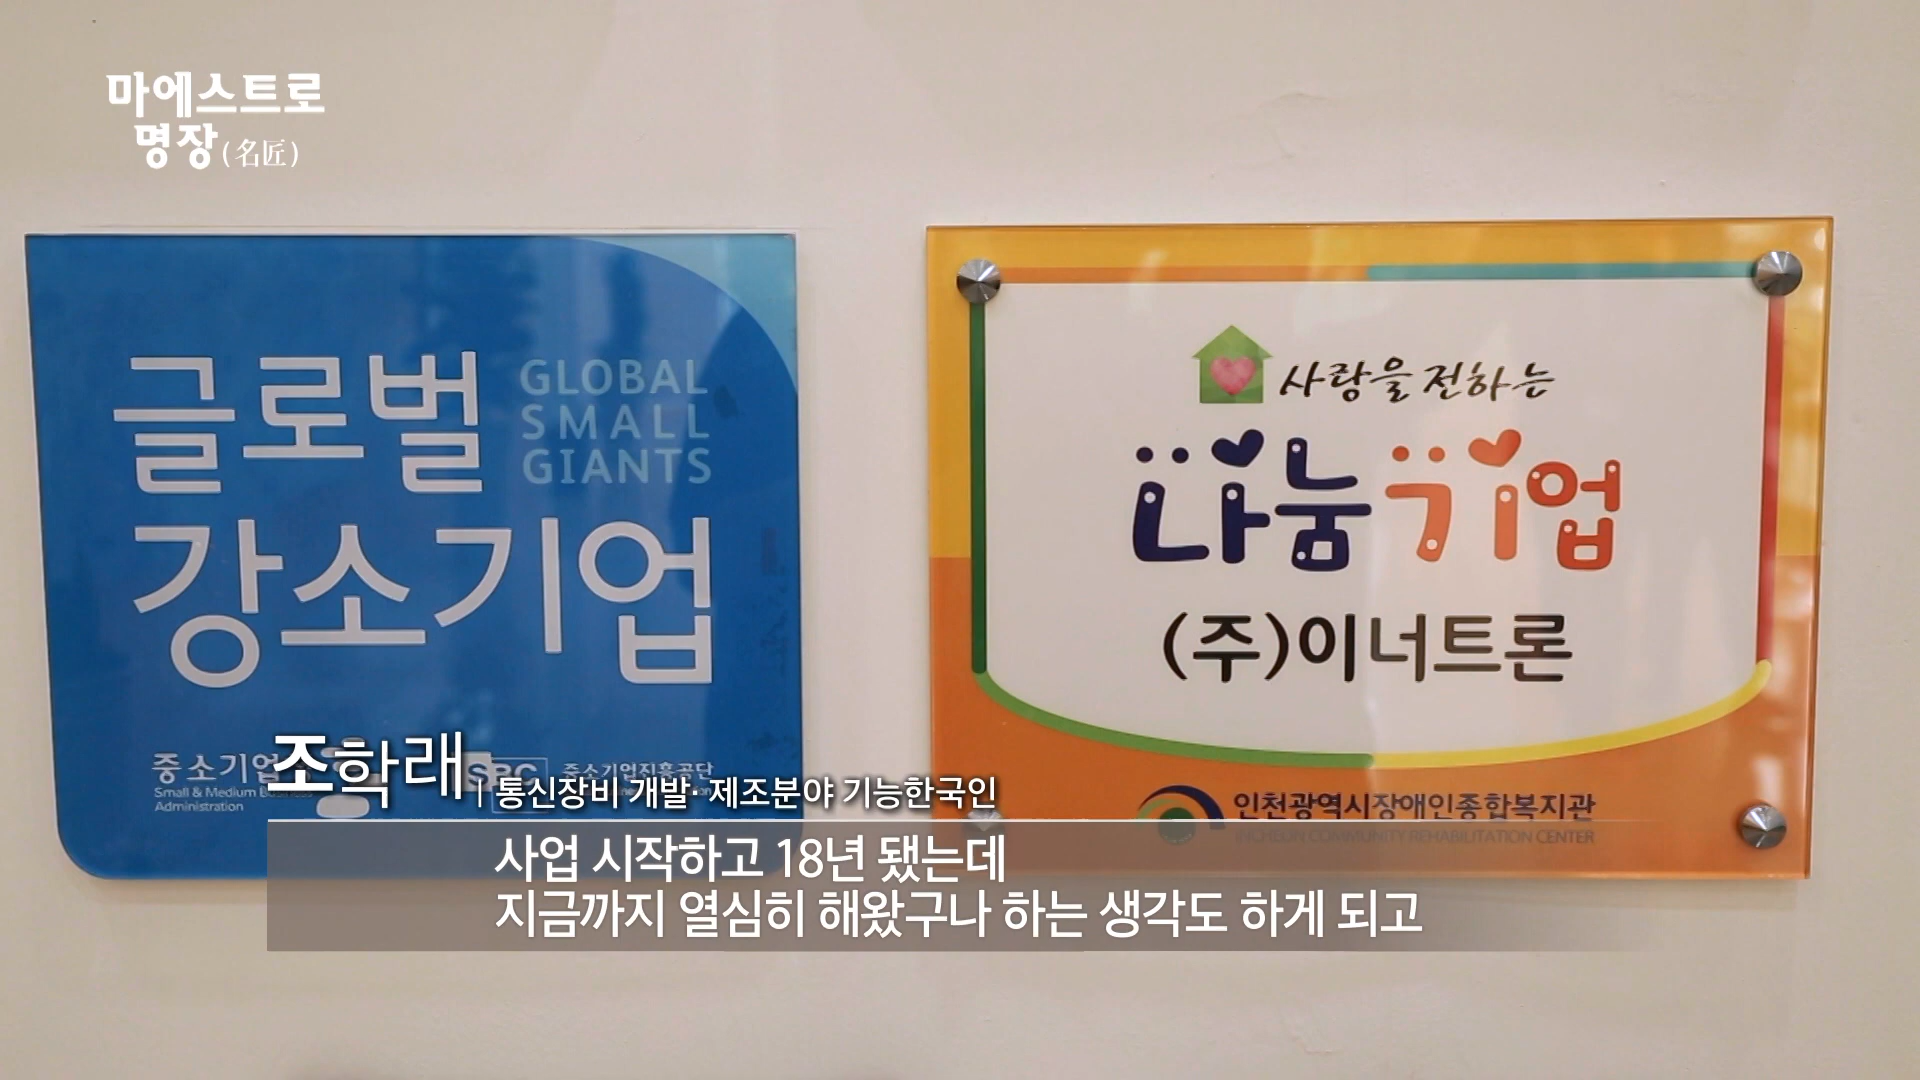 마에스트로
명장(名匠)
글로벌
GLOBAL
SMALL
GIANTS
강소기업
중소기업
Small & Medium
Administration
중소기업진흥공단
사랑을 전하는
나눔기업
(주)이너트론
인천광역시장애인종합복지관
INCHEON COMMUNITY REHABILITATION CENTER
조학래 | 통신장비 개발·제조분야 기능한국인
사업 시작하고 18년 됐는데
지금까지 열심히 해왔구나 하는 생각도 하게 되고